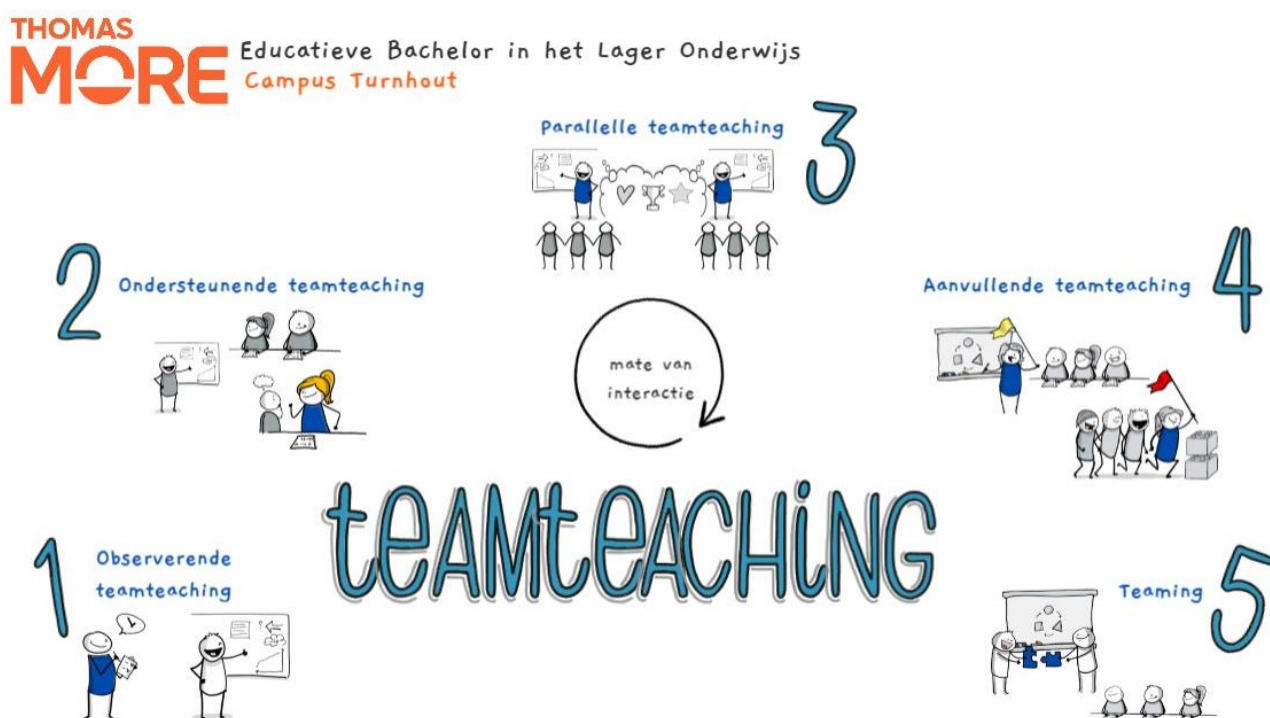 THOMAS
MORE
Educatieve Bachelor in het Lager Onderwijs
Campus Turnhout
Parallelle teamteaching
3
2
Ondersteunende teamteaching
Aanvullende teamteaching
4
mate van
interactie
tEAMtEACHiNG
1
Observerende
teamteaching
Teaming
5